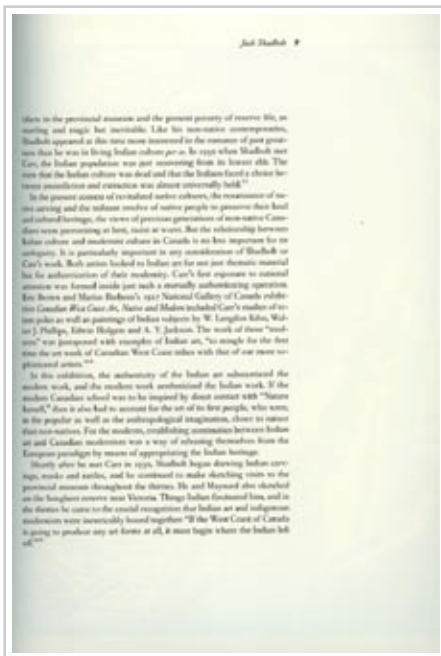 Jack Shadbolt 9
ifacts in the provincial museum and the present poverty of reserve life, as
startling and tragic but inevitable. Like his non-native contemporaries,
Shadbolt appeared at this time more interested in the romance of past great-
ness than he was in living Indian culture per se. In 1930 when Shadbolt met
Carr, the Indian population was just recovering from its lowest ebb. The
view that the Indian culture was dead and that the Indians faced a choice be-
tween assimilation and extinction was almost universally held.
In the present context of revitalized native cultures, the renaissance of na-
tive carving and the militant resolve of native people to preserve their land
and cultural heritage, the views of previous generations of non-native Cana-
dians seem patronizing at best, racist at worst. But the relationship between
Indian culture and modernist culture in Canada is no less important for its
ambiguity. It is particularly important in any consideration of Shadbolt or
Carr's work. Both artists looked to Indian art for not just thematic material
but for authentication of their modernity. Carr's first exposure to national
attention was formed inside just such a mutually authenticating operation.
Eric Brown and Marius Barbeau's 1927 National Gallery of Canada exhibi-
tion Canadian West Coast Art, Native and Modern included Carr's studies of to-
tem poles as well as paintings of Indian subjects by W. Langdon Kihn, Wal-
ter J. Phillips, Edwin Holgate and A. Y. Jackson. The work of these "mod-
erns" was juxtaposed with examples of Indian art, "to mingle for the first
time the art work of Canadian West Coast tribes with that of our more so-
phisticated artists."
In this exhibition, the authenticity of the Indian art substantiated the
modern work, and the modern work aestheticized the Indian work. If the
modern Canadian school was to be inspired by direct contact with "Nature
herself," then it also had to account for the art of its first people, who were,
in the popular as well as the anthropological imagination, closer to nature
than non-natives. For the moderns, establishing continuities between Indian
art and Canadian modernism was a way of releasing themselves from the
European paradigm by means of appropriating the Indian heritage.
Shortly after he met Carr in 1930, Shadbolt began drawing Indian carv-
ings, masks and rattles, and he continued to make sketching visits to the
provincial museum throughout the thirties. He and Maynard also sketched
on the Songhees reserve near Victoria. Things Indian fascinated him, and in
the thirties he came to the crucial recognition that Indian art and indigenous
modernism were inextricably bound together: "If the West Coast of Canada
is going to produce any art forms at all, it must begin where the Indian left
off."